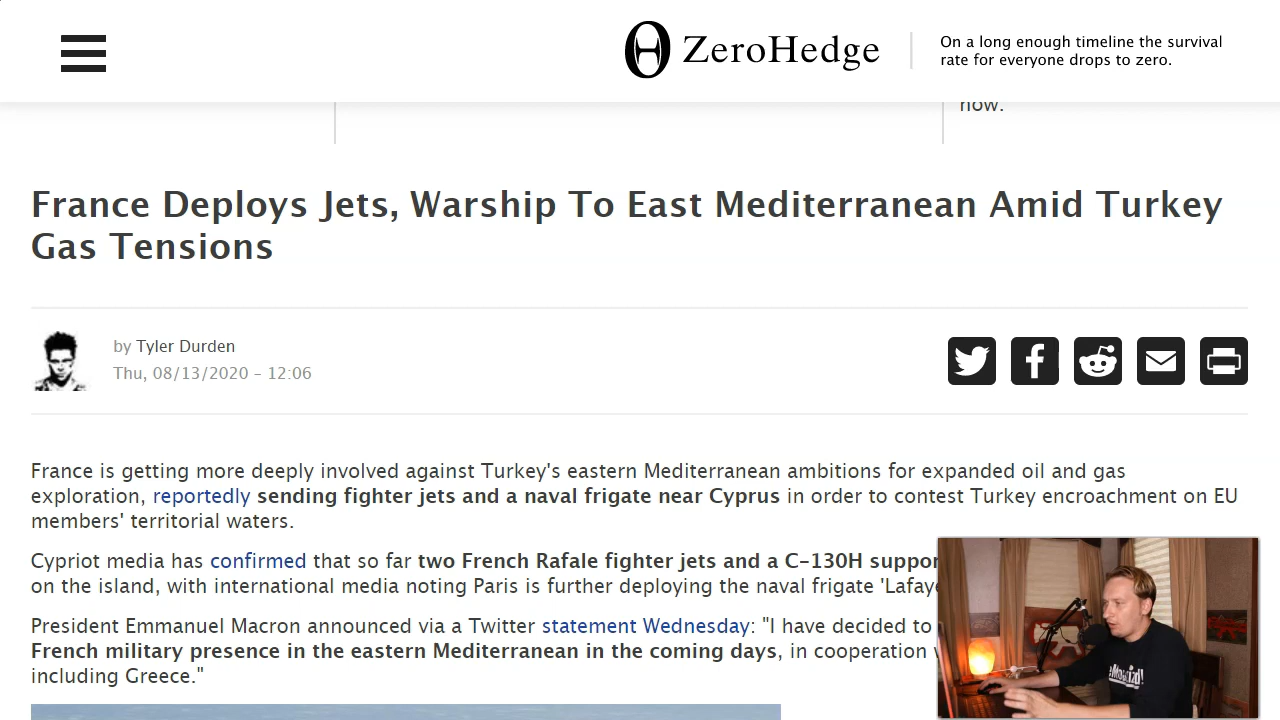 ZeroHedge
On a long enough timeline the survival
rate for everyone drops to zero.
now.
France Deploys Jets, Warship To East Mediterranean Amid Turkey
Gas Tensions
by Tyler Durden
Thu, 08/13/2020 - 12:06
France is getting more deeply involved against Turkey's eastern Mediterranean ambitions for expanded oil and gas
exploration, reportedly sending fighter jets and a naval frigate near Cyprus in order to contest Turkey encroachment on EU
members' territorial waters.
Cypriot media has confirmed that so far two French Rafale fighter jets and a C-130H suppor
on the island, with international media noting Paris is further deploying the naval frigate 'Lafay
President Emmanuel Macron announced via a Twitter statement Wednesday: "I have decided to
French military presence in the eastern Mediterranean in the coming days, in cooperation
including Greece."